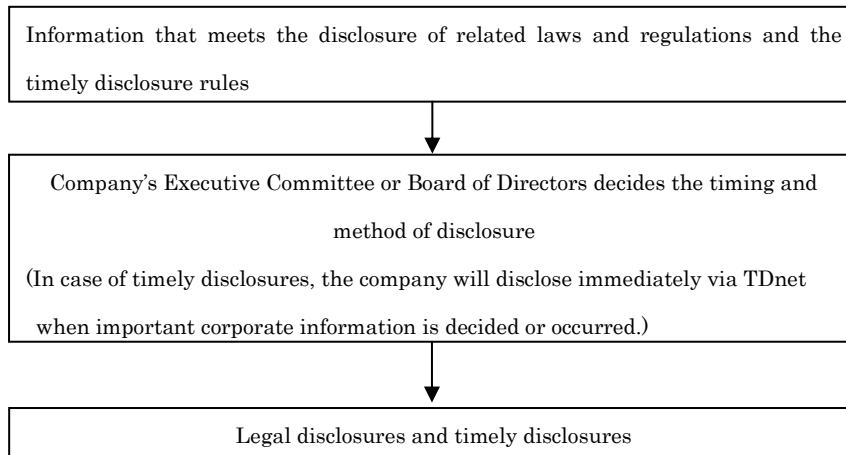 Information that meets the disclosure of related laws and regulations and the
timely disclosure rules
Company’s Executive Committee or Board of Directors decides the timing and
method of disclosure
(In case of timely disclosures, the company will disclose immediately via TDnet
when important corporate information is decided or occurred.)
Legal disclosures and timely disclosures